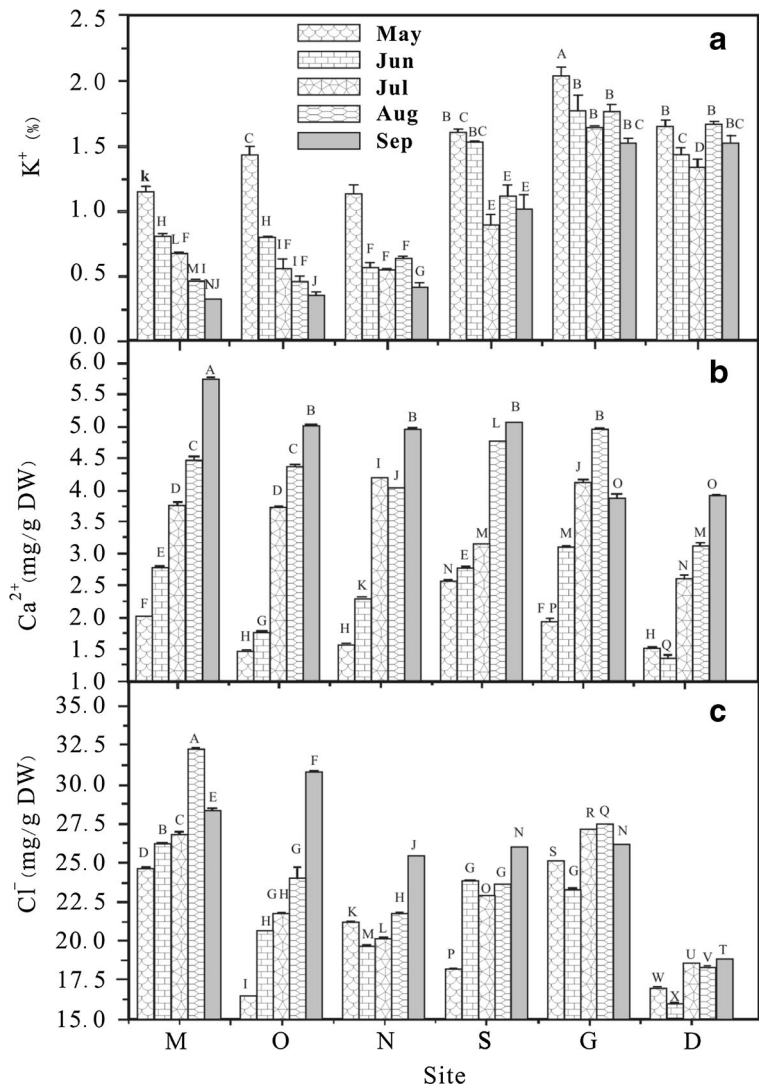 a
May
Jun
Jul
Aug
Sep
K⁺ (%)
2.5
2.0
1.5
1.0
0.5
0.0
k H L F M I NJ
C H I F I F J
F F F G
B C BC E E E
A B B B B C
B C D B BC
b
Ca²⁺(mg/g DW)
6.0
5.5
5.0
4.5
4.0
3.5
3.0
2.5
2.0
1.5
1.0
F E D C A
H G D C B
H K I J B
N E M L B
F P M J B O
H Q N M O
c
Cl⁻(mg/g DW)
35.0
32.5
30.0
27.5
25.0
22.5
20.0
17.5
15.0
D B C A E
I H G H G F
K M L H J
P G O G N
S G R Q N
W X U V T
M O N S G D
Site